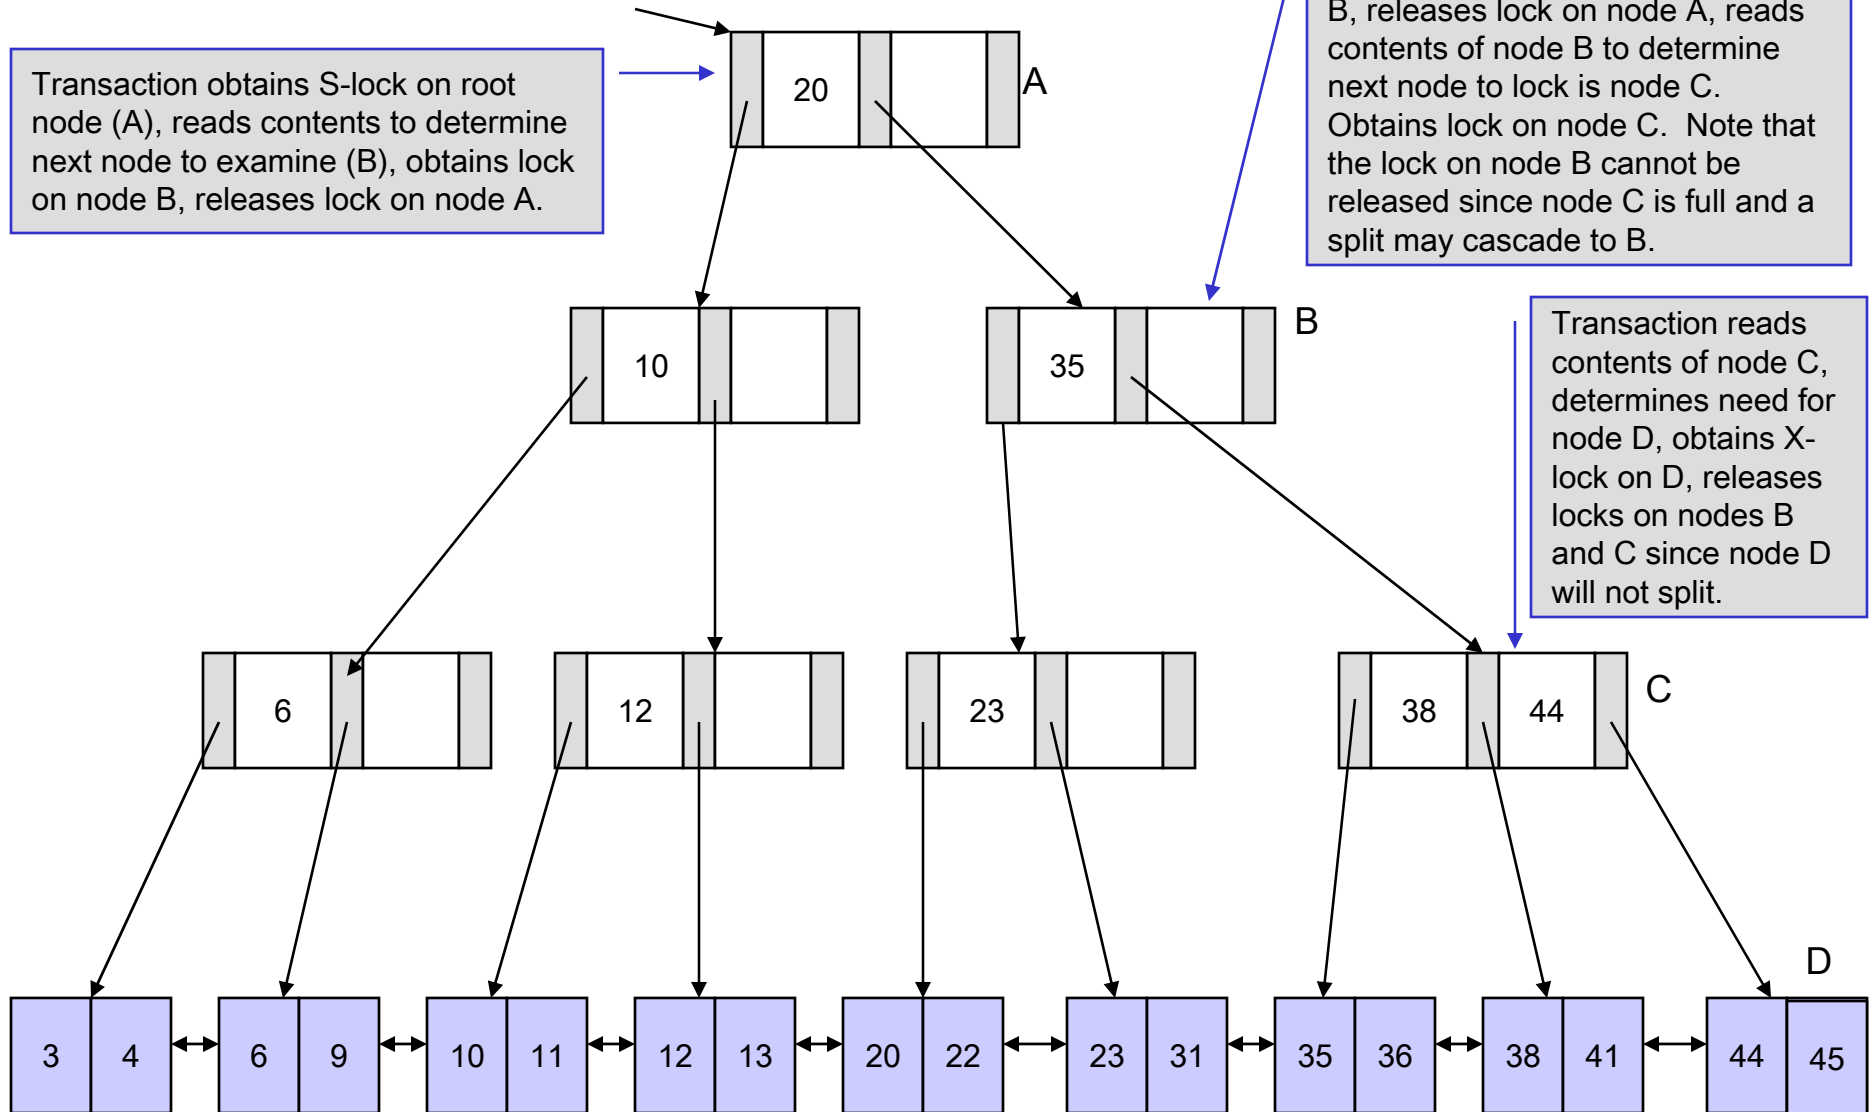 B, releases lock on node A, reads
contents of node B to determine
next node to lock is node C.
Obtains lock on node C. Note that
the lock on node B cannot be
released since node C is full and a
split may cascade to B.
Transaction obtains S-lock on root
node (A), reads contents to determine
next node to examine (B), obtains lock
on node B, releases lock on node A.
20
A
10
35
B
Transaction reads
contents of node C,
determines need for
node D, obtains X-
lock on D, releases
locks on nodes B
and C since node D
will not split.
6
12
23
38
44
C
D
3
4
6
9
10
11
12
13
20
22
23
31
35
36
38
41
44
45